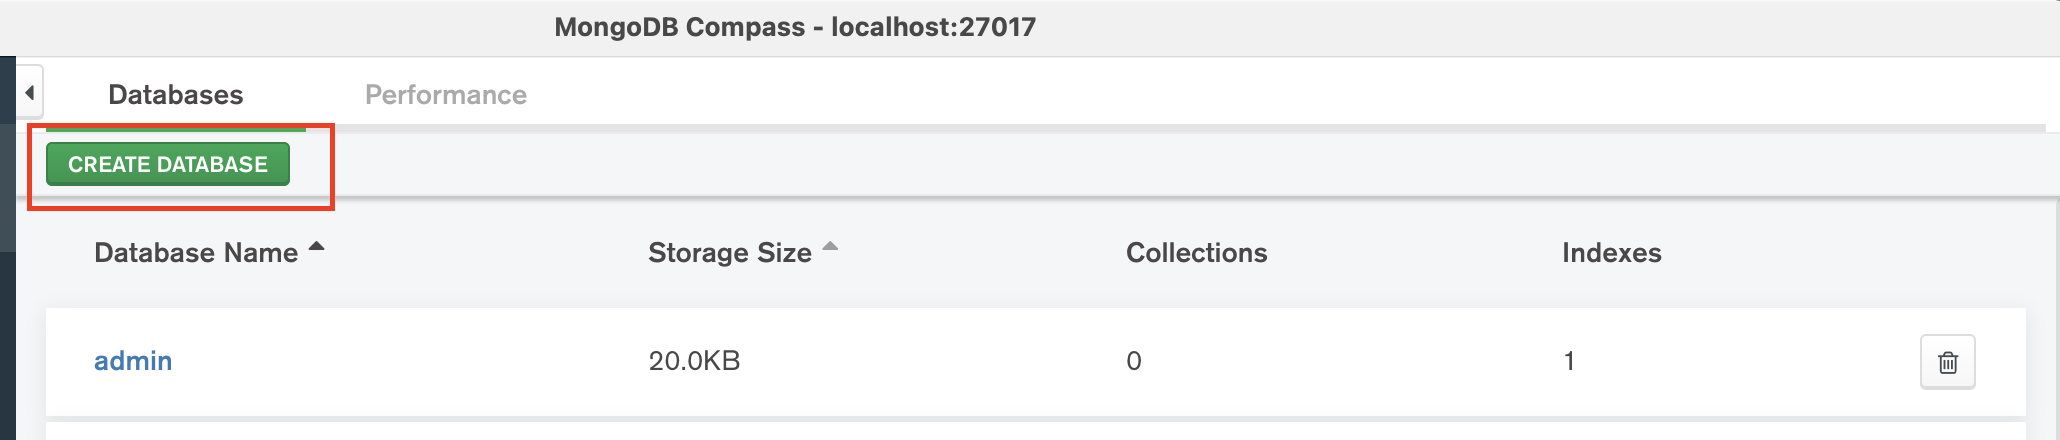 MongoDB Compass - localhost:27017
Databases Performance
CREATE DATABASE
Database Name Storage Size Collections Indexes
admin 20.0KB 0 1